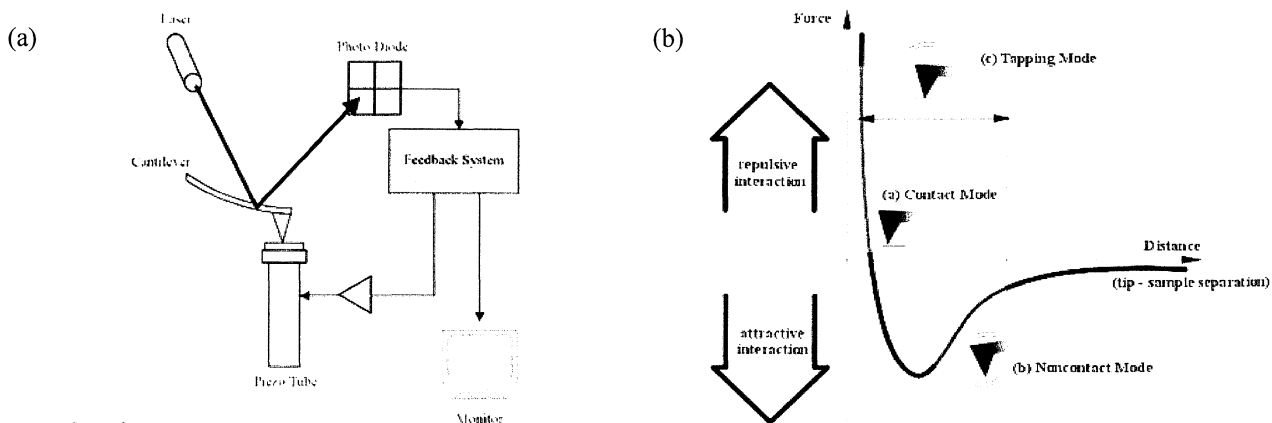 (a)
Laser
Photo Diode
Cantilever
Feedback System
Piezo Tube
Monitor
(b)
Force
(c) Tapping Mode
repulsive
interaction
(a) Contact Mode
Distance
(tip - sample separation)
attractive
interaction
(b) Noncontact Mode